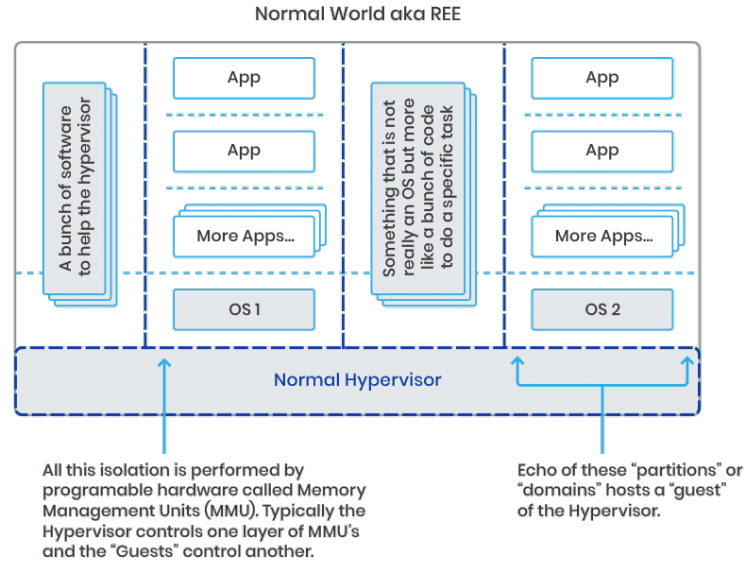 Normal World aka REE
A bunch of software
to help the hypervisor
App
App
More Apps...
OS 1
Something that is not
really an OS but more
like a bunch of code
to do a specific task
App
App
More Apps...
OS 2
Normal Hypervisor
All this isolation is performed by
programable hardware called Memory
Management Units (MMU). Typically the
Hypervisor controls one layer of MMU's
and the “Guests” control another.
Echo of these “partitions” or
“domains” hosts a “guest”
of the Hypervisor.